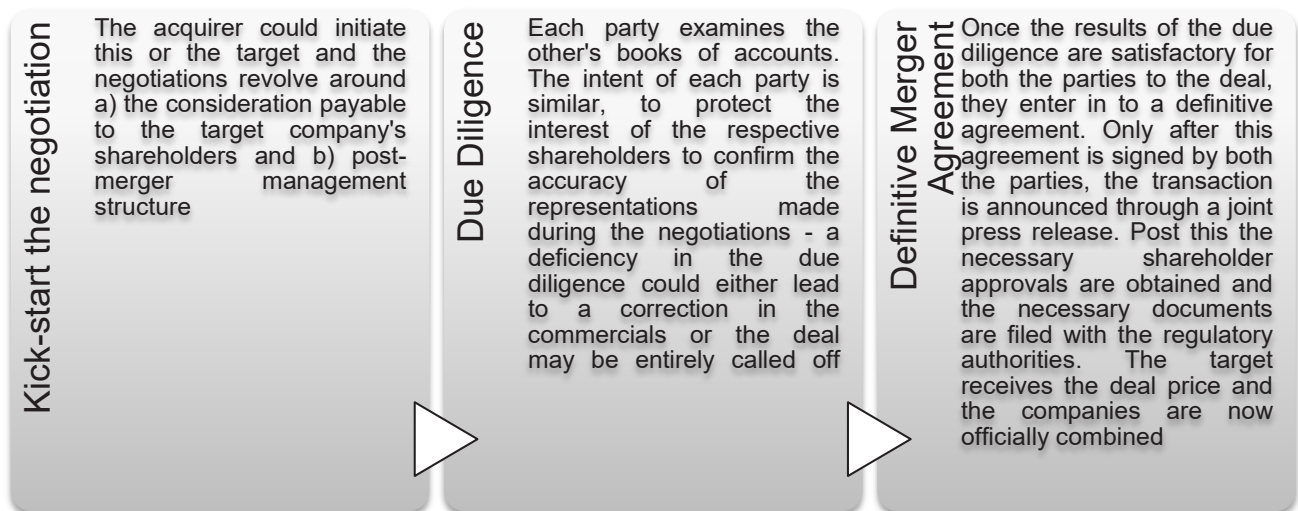 Kick-start the negotiation
The acquirer could initiate
this or the target and the
negotiations revolve around
a) the consideration payable
to the target company's
shareholders and b) post-
merger management
structure
Due Diligence
Each party examines the
other's books of accounts.
The intent of each party is
similar, to protect the
interest of the respective
shareholders to confirm the
accuracy of the
representations made
during the negotiations - a
deficiency in the due
diligence could either lead
to a correction in the
commercials or the deal
may be entirely called off
Definitive Merger
Agreement
Once the results of the due
diligence are satisfactory for
both the parties to the deal,
they enter in to a definitive
agreement. Only after this
agreement is signed by both
the parties, the transaction
is announced through a joint
press release. Post this the
necessary shareholder
approvals are obtained and
the necessary documents
are filed with the regulatory
authorities. The target
receives the deal price and
the companies are now
officially combined